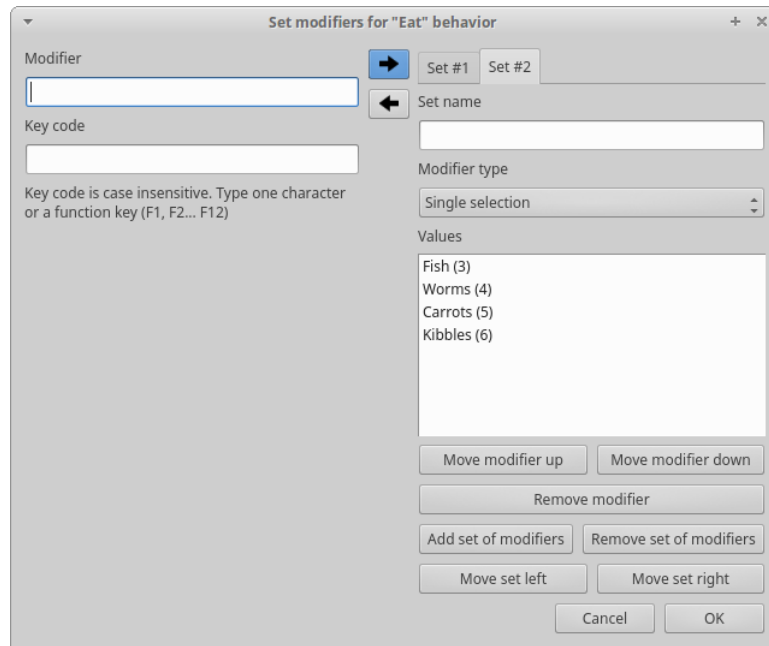 Set modifiers for "Eat" behavior
Modifier
Key code
Key code is case insensitive. Type one character
or a function key (F1, F2... F12)
Set #1
Set #2
Set name
Modifier type
Single selection
Values
Fish (3)
Worms (4)
Carrots (5)
Kibbles (6)
Move modifier up
Move modifier down
Remove modifier
Add set of modifiers
Remove set of modifiers
Move set left
Move set right
Cancel
OK